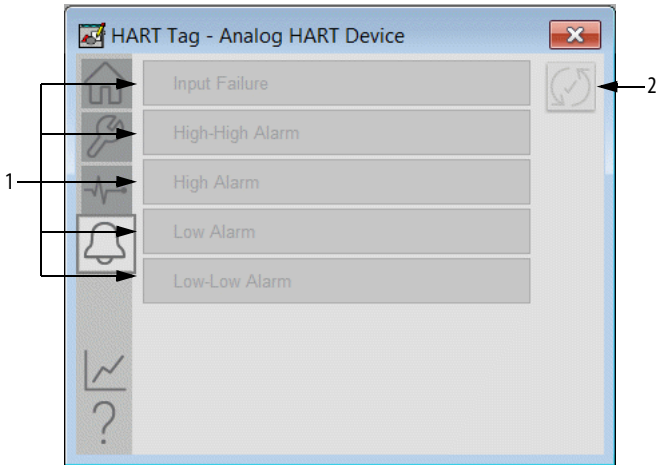 HART Tag - Analog HART Device
Input Failure
2
High-High Alarm
1
High Alarm
Low Alarm
Low-Low Alarm
?